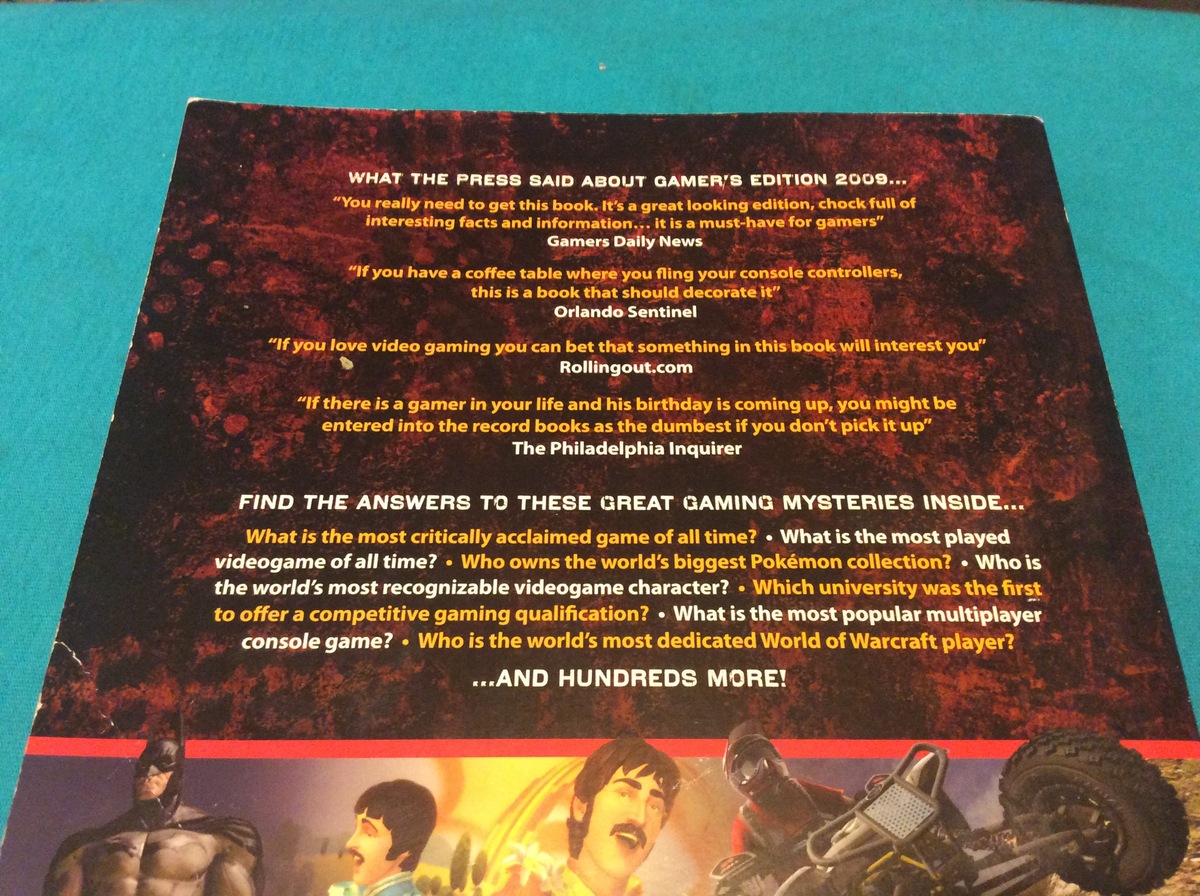 WHAT THE PRESS SAID ABOUT GAMER'S EDITION 2009...
“You really need to get this book. It’s a great looking edition, chock full of
interesting facts and information... it is a must-have for gamers”
Gamers Daily News
“If you have a coffee table where you fling your console controllers,
this is a book that should decorate it”
Orlando Sentinel
“If you love video gaming you can bet that something in this book will interest you”
Rollingout.com
“If there is a gamer in your life and his birthday is coming up, you might be
entered into the record books as the dumbest if you don’t pick it up”
The Philadelphia Inquirer
FIND THE ANSWERS TO THESE GREAT GAMING MYSTERIES INSIDE...
What is the most critically acclaimed game of all time? • What is the most played
videogame of all time? • Who owns the world’s biggest Pokémon collection? • Who is
the world’s most recognizable videogame character? • Which university was the first
to offer a competitive gaming qualification? • What is the most popular multiplayer
console game? • Who is the world’s most dedicated World of Warcraft player?
...AND HUNDREDS MORE!